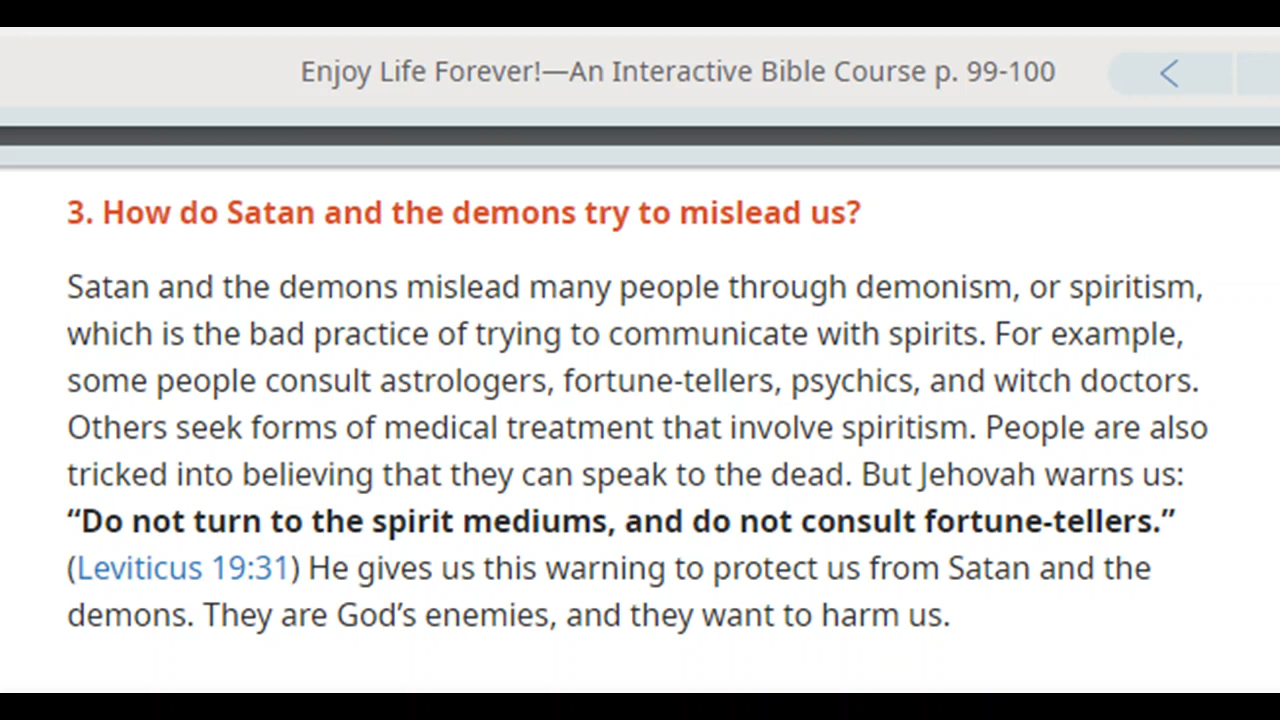 Enjoy Life Forever!—An Interactive Bible Course p. 99-100
3. How do Satan and the demons try to mislead us?
Satan and the demons mislead many people through demonism, or spiritism,
which is the bad practice of trying to communicate with spirits. For example,
some people consult astrologers, fortune-tellers, psychics, and witch doctors.
Others seek forms of medical treatment that involve spiritism. People are also
tricked into believing that they can speak to the dead. But Jehovah warns us:
“Do not turn to the spirit mediums, and do not consult fortune-tellers.”
(Leviticus 19:31) He gives us this warning to protect us from Satan and the
demons. They are God’s enemies, and they want to harm us.